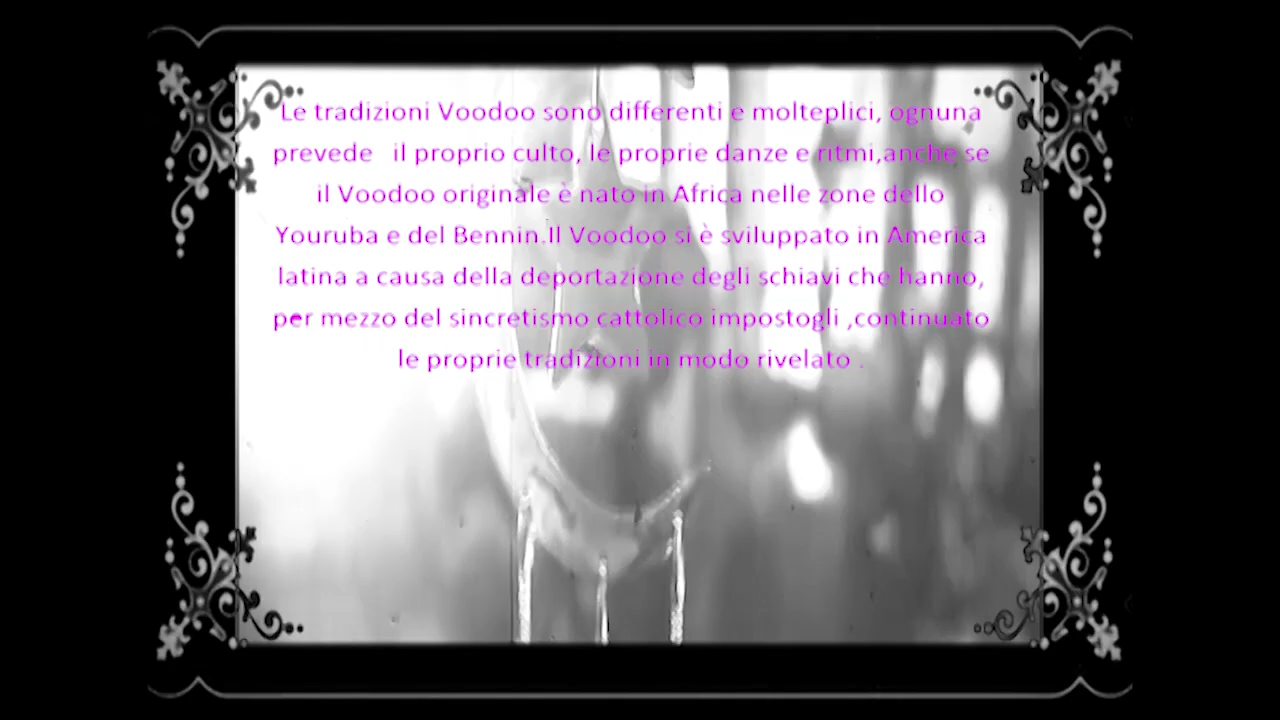 Le tradizioni Voodoo sono differenti e molteplici, ognuna
prevede   il proprio culto, le proprie danze e ritmi,anche se
il Voodoo originale è nato in Africa nelle zone dello
Youruba e del Bennin.Il Voodoo si è sviluppato in America
latina a causa della deportazione degli schiavi che hanno,
per mezzo del sincretismo cattolico impostogli ,continuato
le proprie tradizioni in modo rivelato .